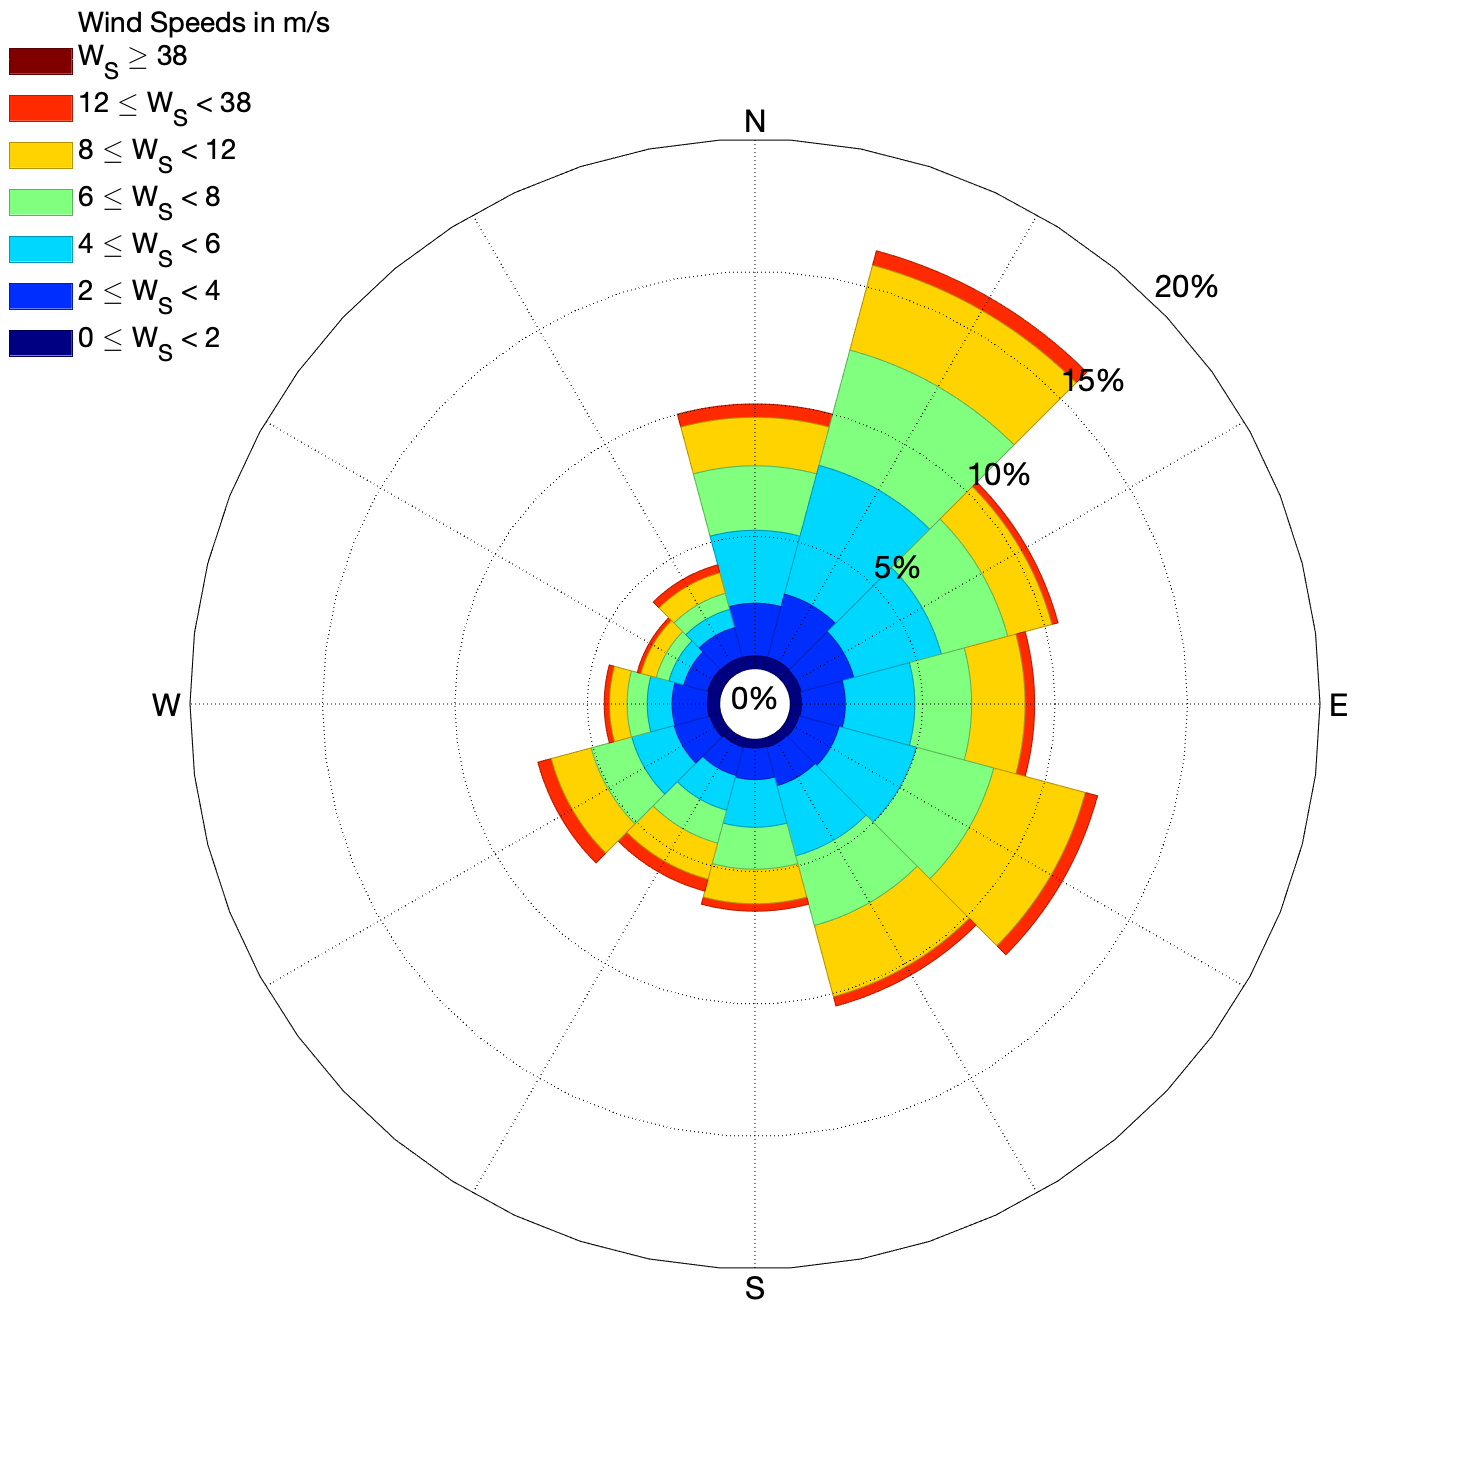 Wind Speeds in m/s
W_S ≥ 38
12 ≤ W_S < 38
8 ≤ W_S < 12
6 ≤ W_S < 8
4 ≤ W_S < 6
2 ≤ W_S < 4
0 ≤ W_S < 2
N
20%
15%
10%
5%
0%
W
E
S